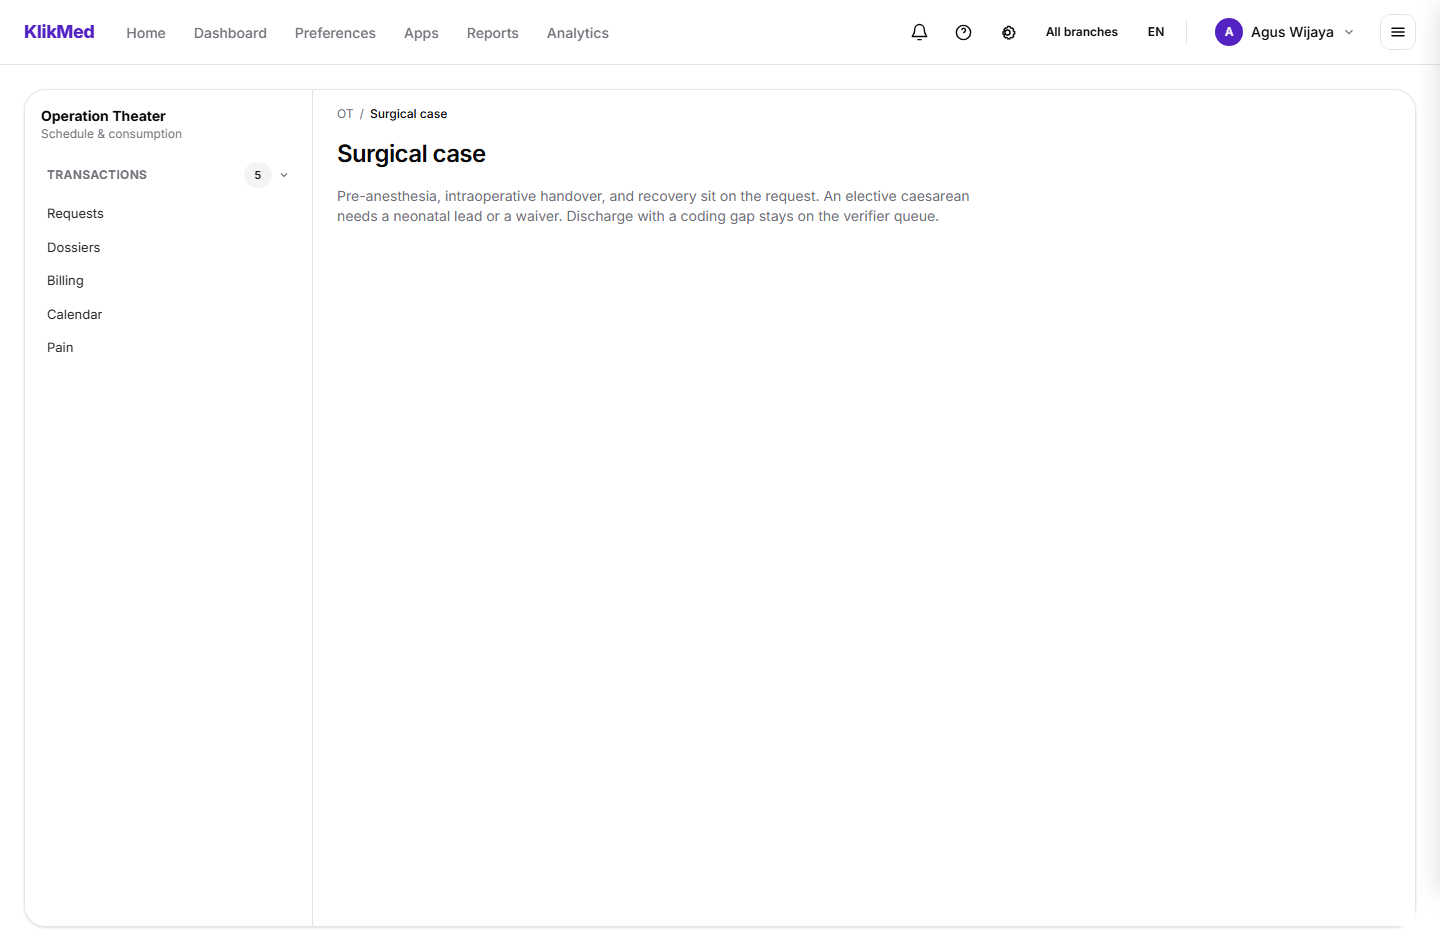 KlikMed
Home
Dashboard
Preferences
Apps
Reports
Analytics
All branches
EN
A
Agus Wijaya
Operation Theater
Schedule & consumption
TRANSACTIONS
5
Requests
Dossiers
Billing
Calendar
Pain
OT / Surgical case
Surgical case
Pre-anesthesia, intraoperative handover, and recovery sit on the request. An elective caesarean
needs a neonatal lead or a waiver. Discharge with a coding gap stays on the verifier queue.